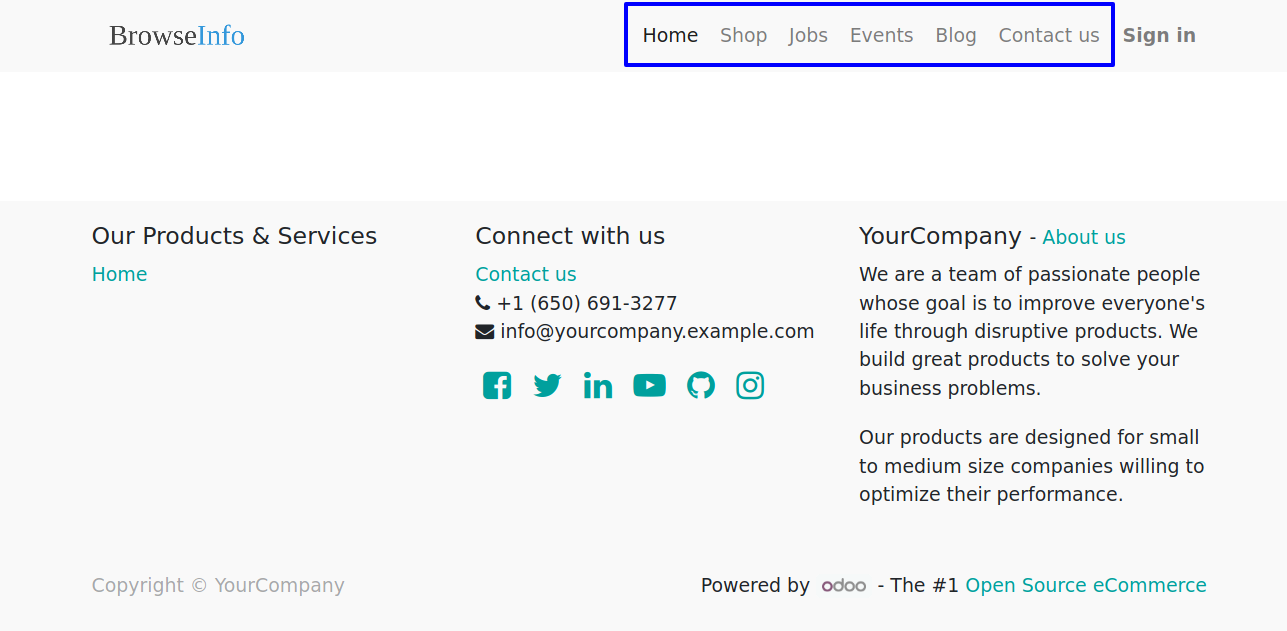 BrowseInfo
Home Shop Jobs Events Blog Contact us Sign in
Our Products & Services
Home
Connect with us
Contact us
+1 (650) 691-3277
info@yourcompany.example.com
YourCompany - About us
We are a team of passionate people
whose goal is to improve everyone's
life through disruptive products. We
build great products to solve your
business problems.
Our products are designed for small
to medium size companies willing to
optimize their performance.
Copyright © YourCompany
Powered by odoo - The #1 Open Source eCommerce